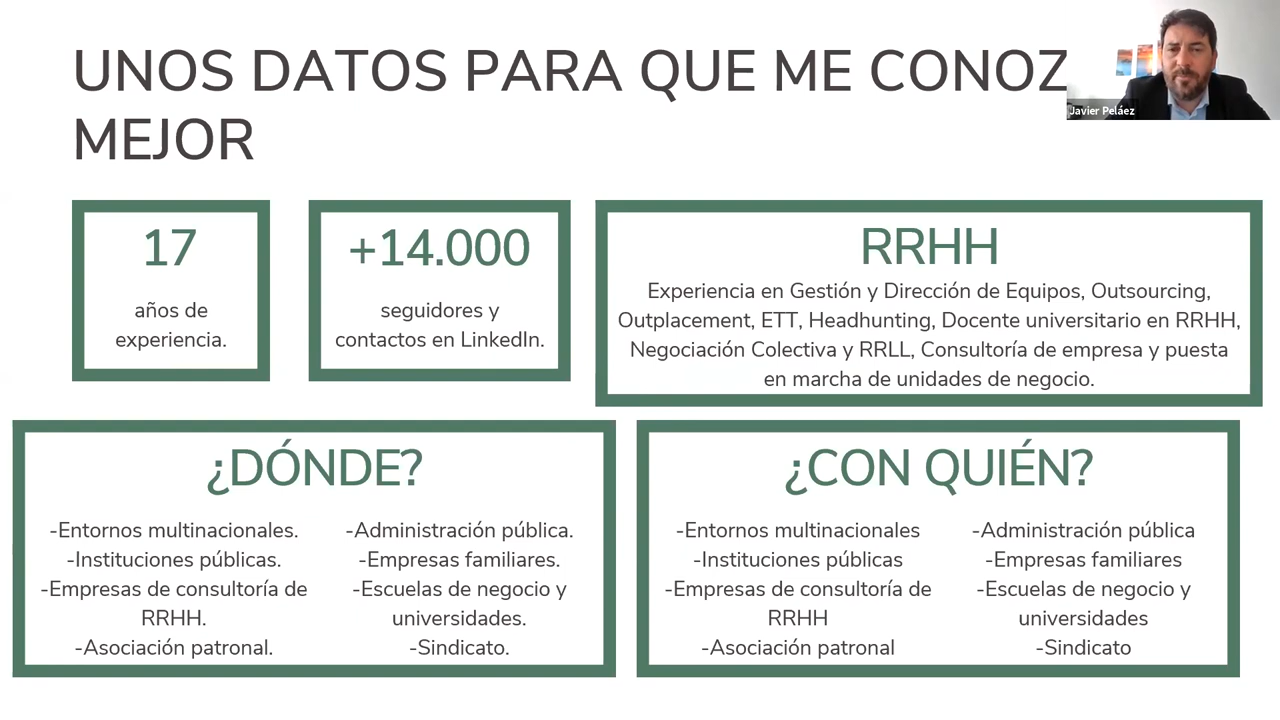 UNOS DATOS PARA QUE ME CONOZ
MEJOR
Javier Peláez
17
años de
experiencia.
+14.000
seguidores y
contactos en LinkedIn.
RRHH
Experiencia en Gestión y Dirección de Equipos, Outsourcing,
Outplacement, ETT, Headhunting, Docente universitario en RRHH,
Negociación Colectiva y RRLL, Consultoría de empresa y puesta
en marcha de unidades de negocio.
¿DÓNDE?
-Entornos multinacionales.
-Instituciones públicas.
-Empresas de consultoría de
RRHH.
-Asociación patronal.
-Administración pública.
-Empresas familiares.
-Escuelas de negocio y
universidades.
-Sindicato.
¿CON QUIÉN?
-Entornos multinacionales
-Instituciones públicas
-Empresas de consultoría de
RRHH
-Asociación patronal
-Administración pública
-Empresas familiares
-Escuelas de negocio y
universidades
-Sindicato